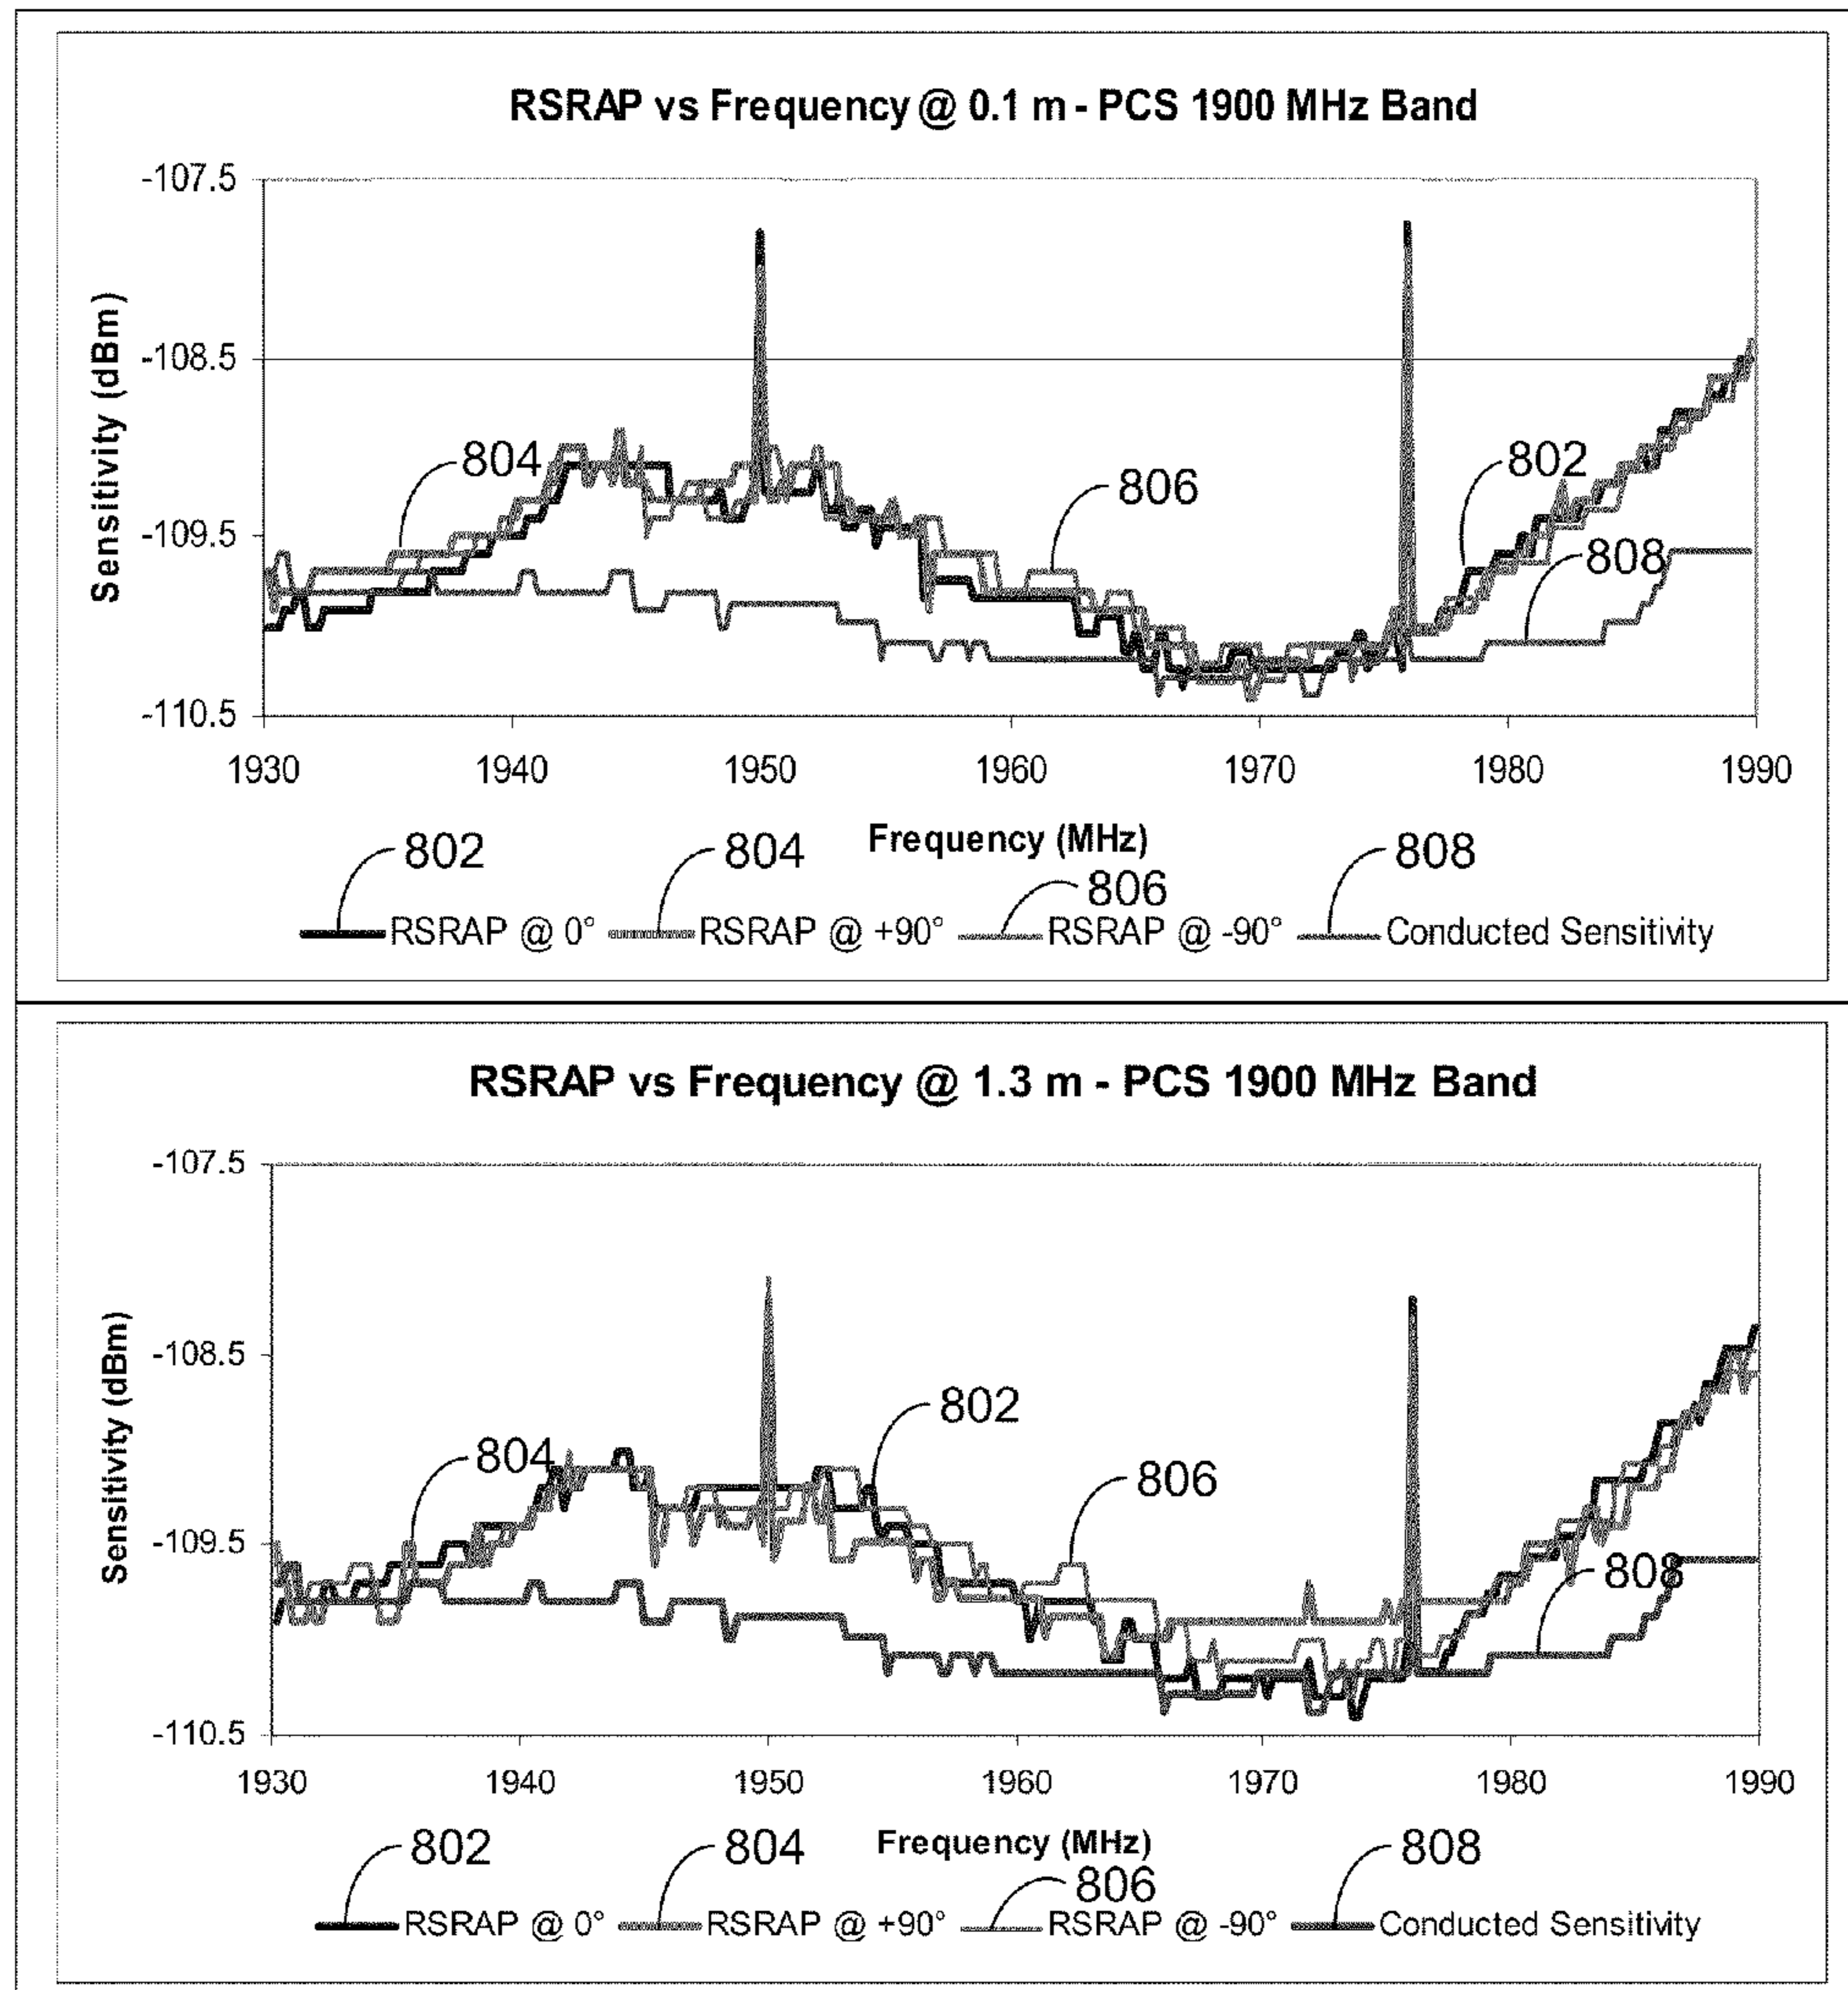 RSRAP vs Frequency @ 0.1 m - PCS 1900 MHz Band
Sensitivity (dBm)
-107.5
-108.5
-109.5
-110.5
804
806
802
808
1930 1940 1950 1960 1970 1980 1990
Frequency (MHz)
802 804 806 808
RSRAP @ 0° RSRAP @ +90° RSRAP @ -90° Conducted Sensitivity
RSRAP vs Frequency @ 1.3 m - PCS 1900 MHz Band
Sensitivity (dBm)
-107.5
-108.5
-109.5
-110.5
804
802
806
808
1930 1940 1950 1960 1970 1980 1990
Frequency (MHz)
802 804 806 808
RSRAP @ 0° RSRAP @ +90° RSRAP @ -90° Conducted Sensitivity